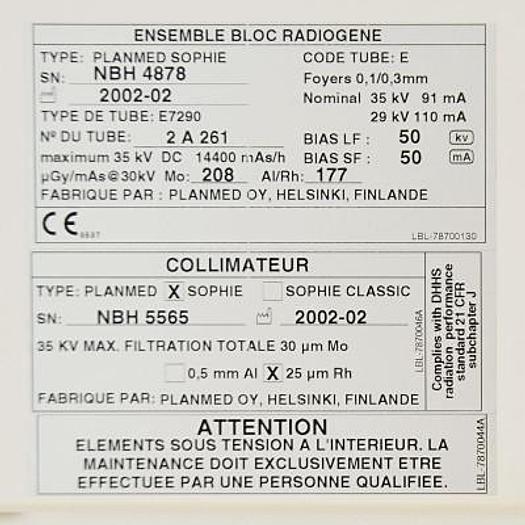 ENSEMBLE BLOC RADIOGENE
TYPE: PLANMED SOPHIE CODE TUBE: E
SN: NBH 4878 Foyers 0,1/0,3mm
2002-02 Nominal 35 kV 91 mA
TYPE DE TUBE: E7290 29 kV 110 mA
Nº DU TUBE: 2 A 261 BIAS LF : 50 kv
maximum 35 kV DC 14400 mAs/h BIAS SF : 50 mA
µGy/mAs@30kV Mo: 208 Al/Rh: 177
FABRIQUE PAR : PLANMED OY, HELSINKI, FINLANDE
CE LBL-78700130
COLLIMATEUR
TYPE: PLANMED X SOPHIE SOPHIE CLASSIC
SN: NBH 5565 2002-02
35 KV MAX. FILTRATION TOTALE 30 µm Mo
0,5 mm Al X 25 µm Rh
FABRIQUE PAR: PLANMED OY, HELSINKI, FINLANDE
LBL-7870046A
Complies with DHHS
radiation performance
standard 21 CFR
subchapter J
ATTENTION
ELEMENTS SOUS TENSION A L'INTERIEUR. LA
MAINTENANCE DOIT EXCLUSIVEMENT ETRE
EFFECTUEE PAR UNE PERSONNE QUALIFIEE.
LBL-7870044A